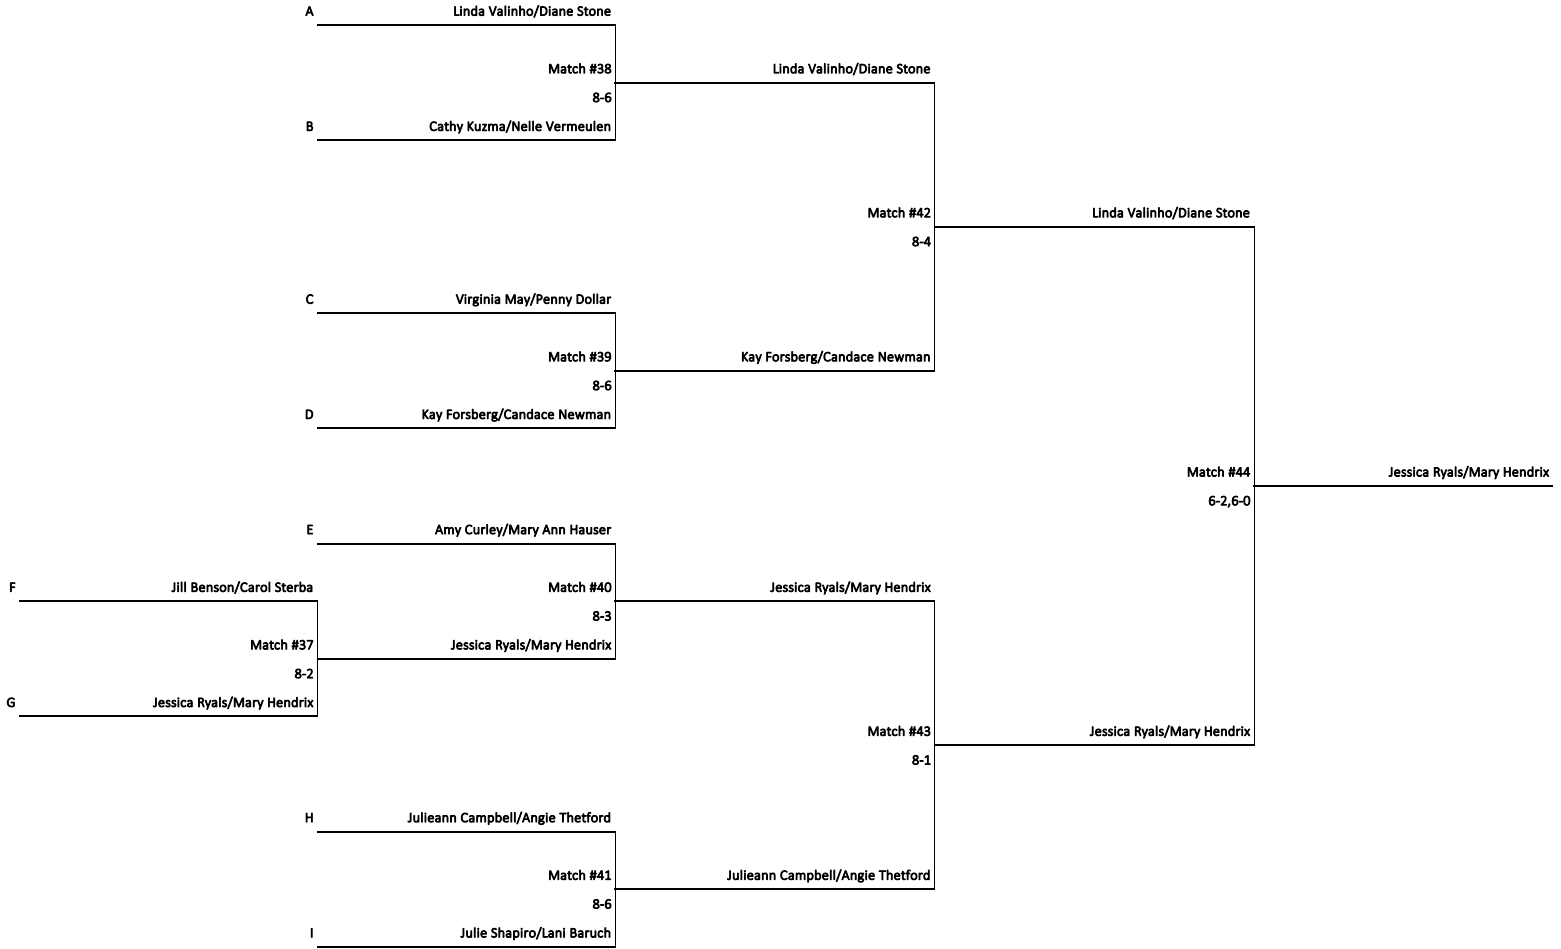 A Linda Valinho/Diane Stone
Match #38 Linda Valinho/Diane Stone
8-6
B Cathy Kuzma/Nelle Vermeulen
Match #42 Linda Valinho/Diane Stone
8-4
C Virginia May/Penny Dollar
Match #39 Kay Forsberg/Candace Newman
8-6
D Kay Forsberg/Candace Newman
Match #44 Jessica Ryals/Mary Hendrix
6-2,6-0
E Amy Curley/Mary Ann Hauser
F Jill Benson/Carol Sterba Match #40 Jessica Ryals/Mary Hendrix
8-3
Match #37 Jessica Ryals/Mary Hendrix
8-2
G Jessica Ryals/Mary Hendrix
Match #43 Jessica Ryals/Mary Hendrix
8-1
H Julieann Campbell/Angie Thetford
Match #41 Julieann Campbell/Angie Thetford
8-6
I Julie Shapiro/Lani Baruch